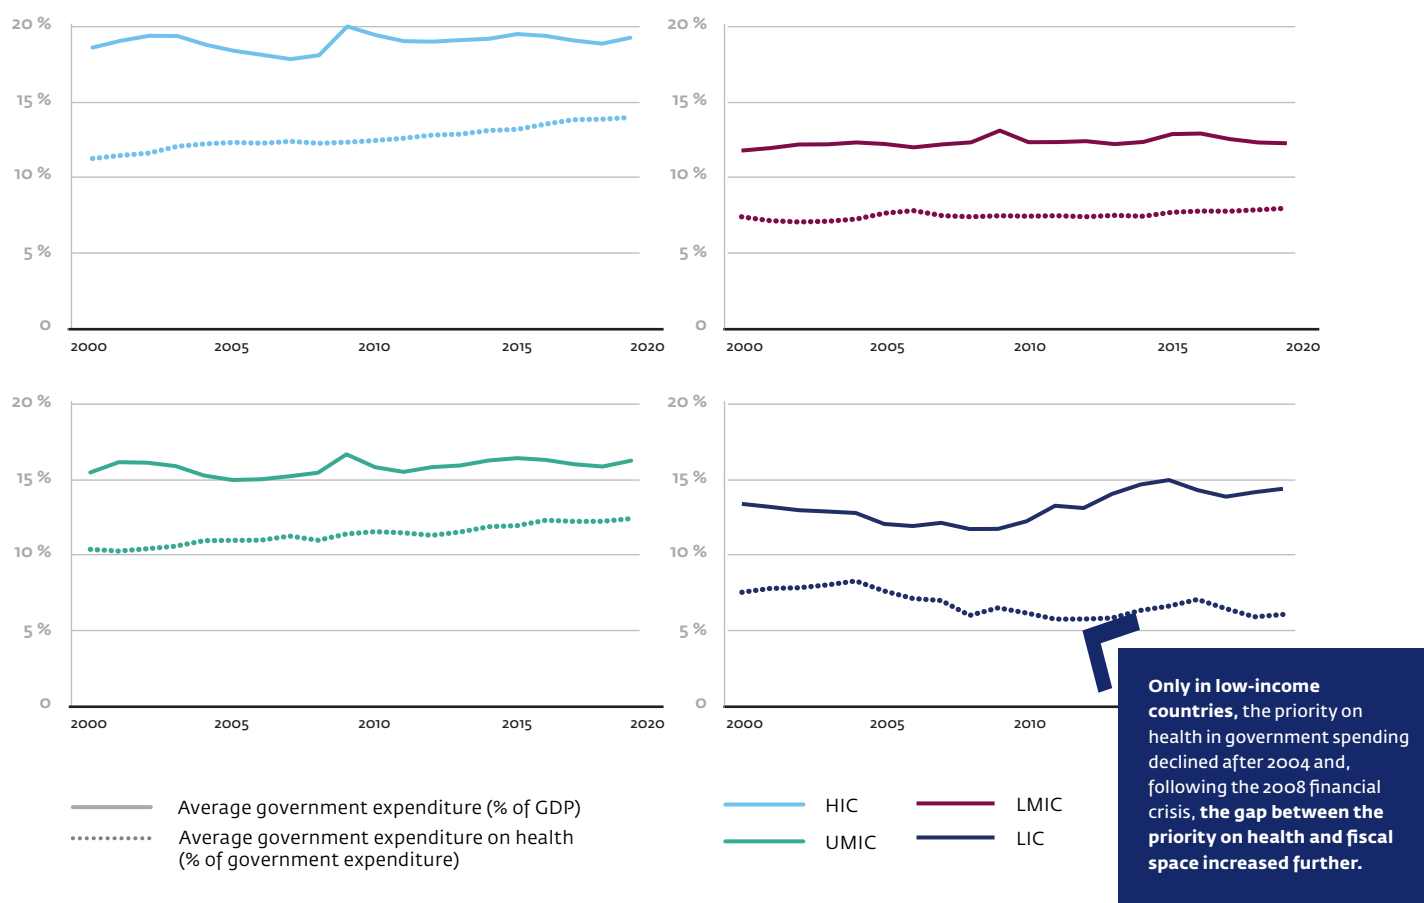 20 %
15 %
10 %
5 %
0
2000 2005 2010 2015 2020
20 %
15 %
10 %
5 %
0
2000 2005 2010 2015 2020
20 %
15 %
10 %
5 %
0
2000 2005 2010 2015 2020
20 %
15 %
10 %
5 %
0
2000 2005 2010
Only in low-income
countries, the priority on
health in government spending
declined after 2004 and,
following the 2008 financial
crisis, the gap between the
priority on health and fiscal
space increased further.
Average government expenditure (% of GDP)
Average government expenditure on health
(% of government expenditure)
HIC
UMIC
LMIC
LIC